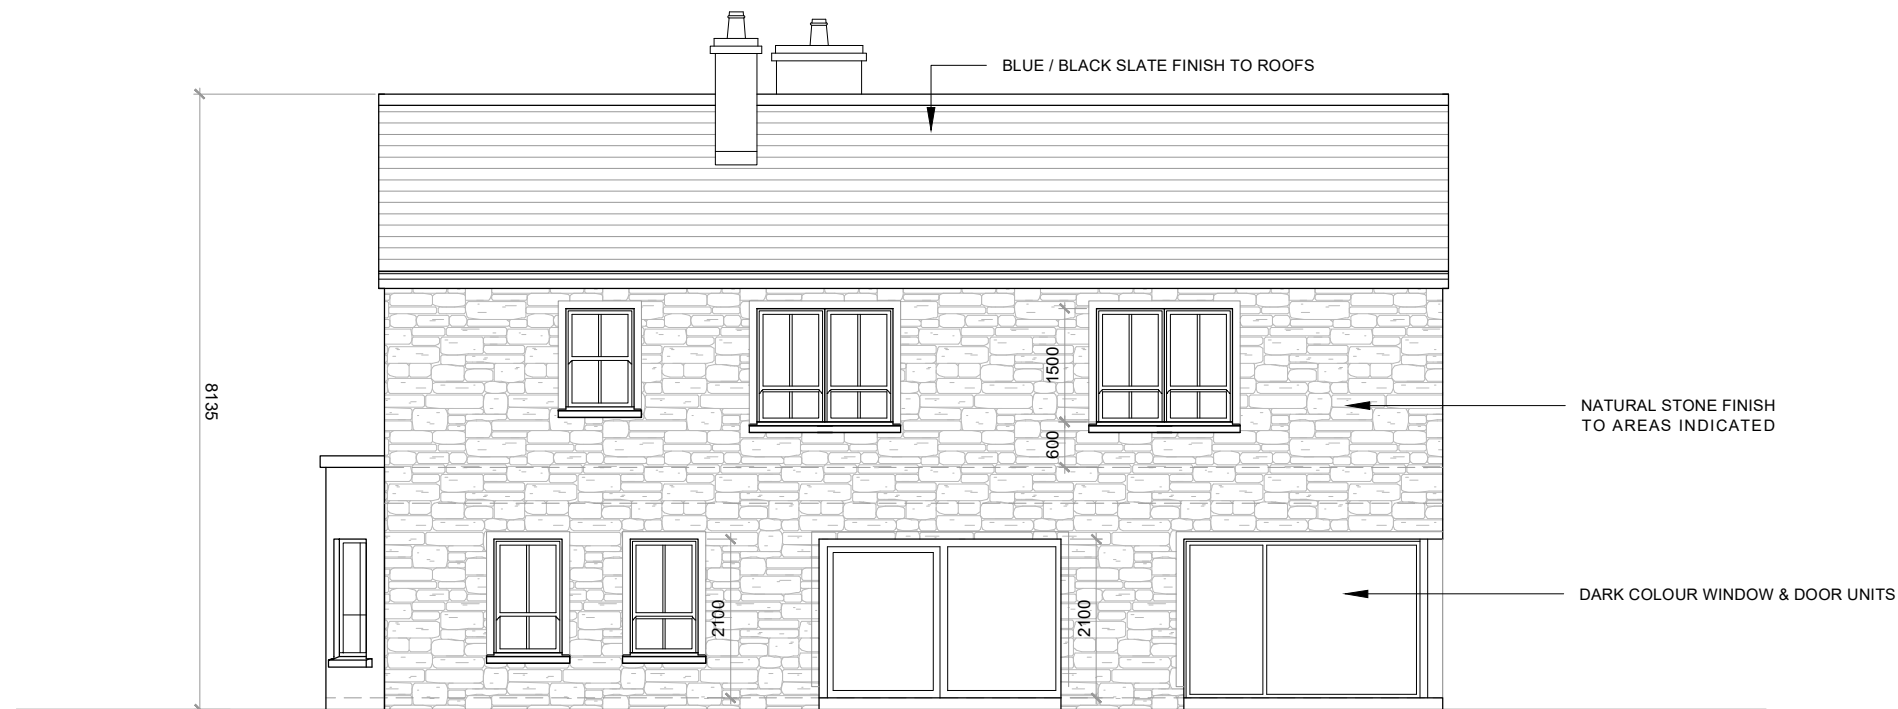 BLUE / BLACK SLATE FINISH TO ROOFS
8135
1500
600
NATURAL STONE FINISH
TO AREAS INDICATED
2100
2100
DARK COLOUR WINDOW & DOOR UNITS